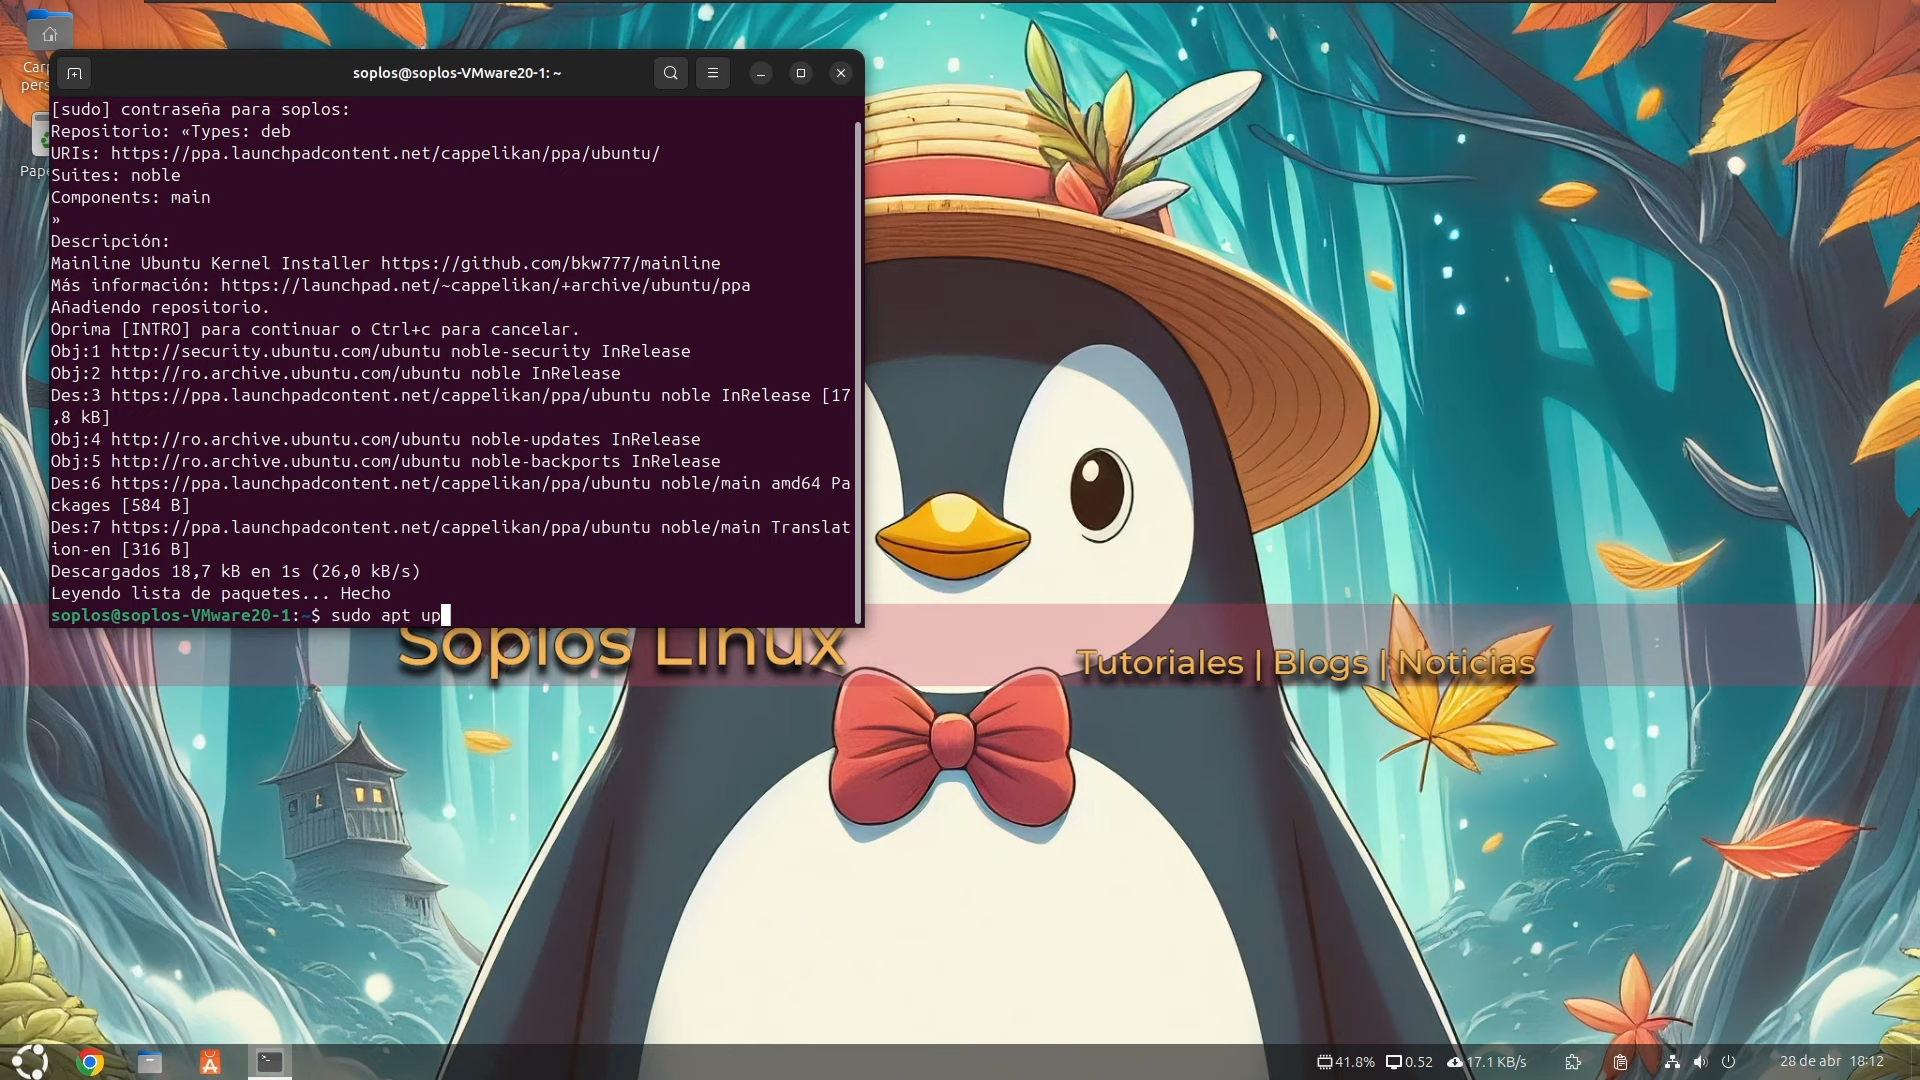 soplos@soplos-VMware20-1: ~
Carp
pers
Pape
[sudo] contraseña para soplos:
Repositorio: «Types: deb
URIs: https://ppa.launchpadcontent.net/cappelikan/ppa/ubuntu/
Suites: noble
Components: main
»
Descripción:
Mainline Ubuntu Kernel Installer https://github.com/bkw777/mainline
Más información: https://launchpad.net/~cappelikan/+archive/ubuntu/ppa
Añadiendo repositorio.
Oprima [INTRO] para continuar o Ctrl+c para cancelar.
Obj:1 http://security.ubuntu.com/ubuntu noble-security InRelease
Obj:2 http://ro.archive.ubuntu.com/ubuntu noble InRelease
Des:3 https://ppa.launchpadcontent.net/cappelikan/ppa/ubuntu noble InRelease [17
,8 kB]
Obj:4 http://ro.archive.ubuntu.com/ubuntu noble-updates InRelease
Obj:5 http://ro.archive.ubuntu.com/ubuntu noble-backports InRelease
Des:6 https://ppa.launchpadcontent.net/cappelikan/ppa/ubuntu noble/main amd64 Pa
ckages [584 B]
Des:7 https://ppa.launchpadcontent.net/cappelikan/ppa/ubuntu noble/main Translat
ion-en [316 B]
Descargados 18,7 kB en 1s (26,0 kB/s)
Leyendo lista de paquetes... Hecho
soplos@soplos-VMware20-1:~$ sudo apt up
Soplos Linux
Tutoriales | Blogs | Noticias
41.8% 0.52 17.1 KB/s 28 de abr 18:12